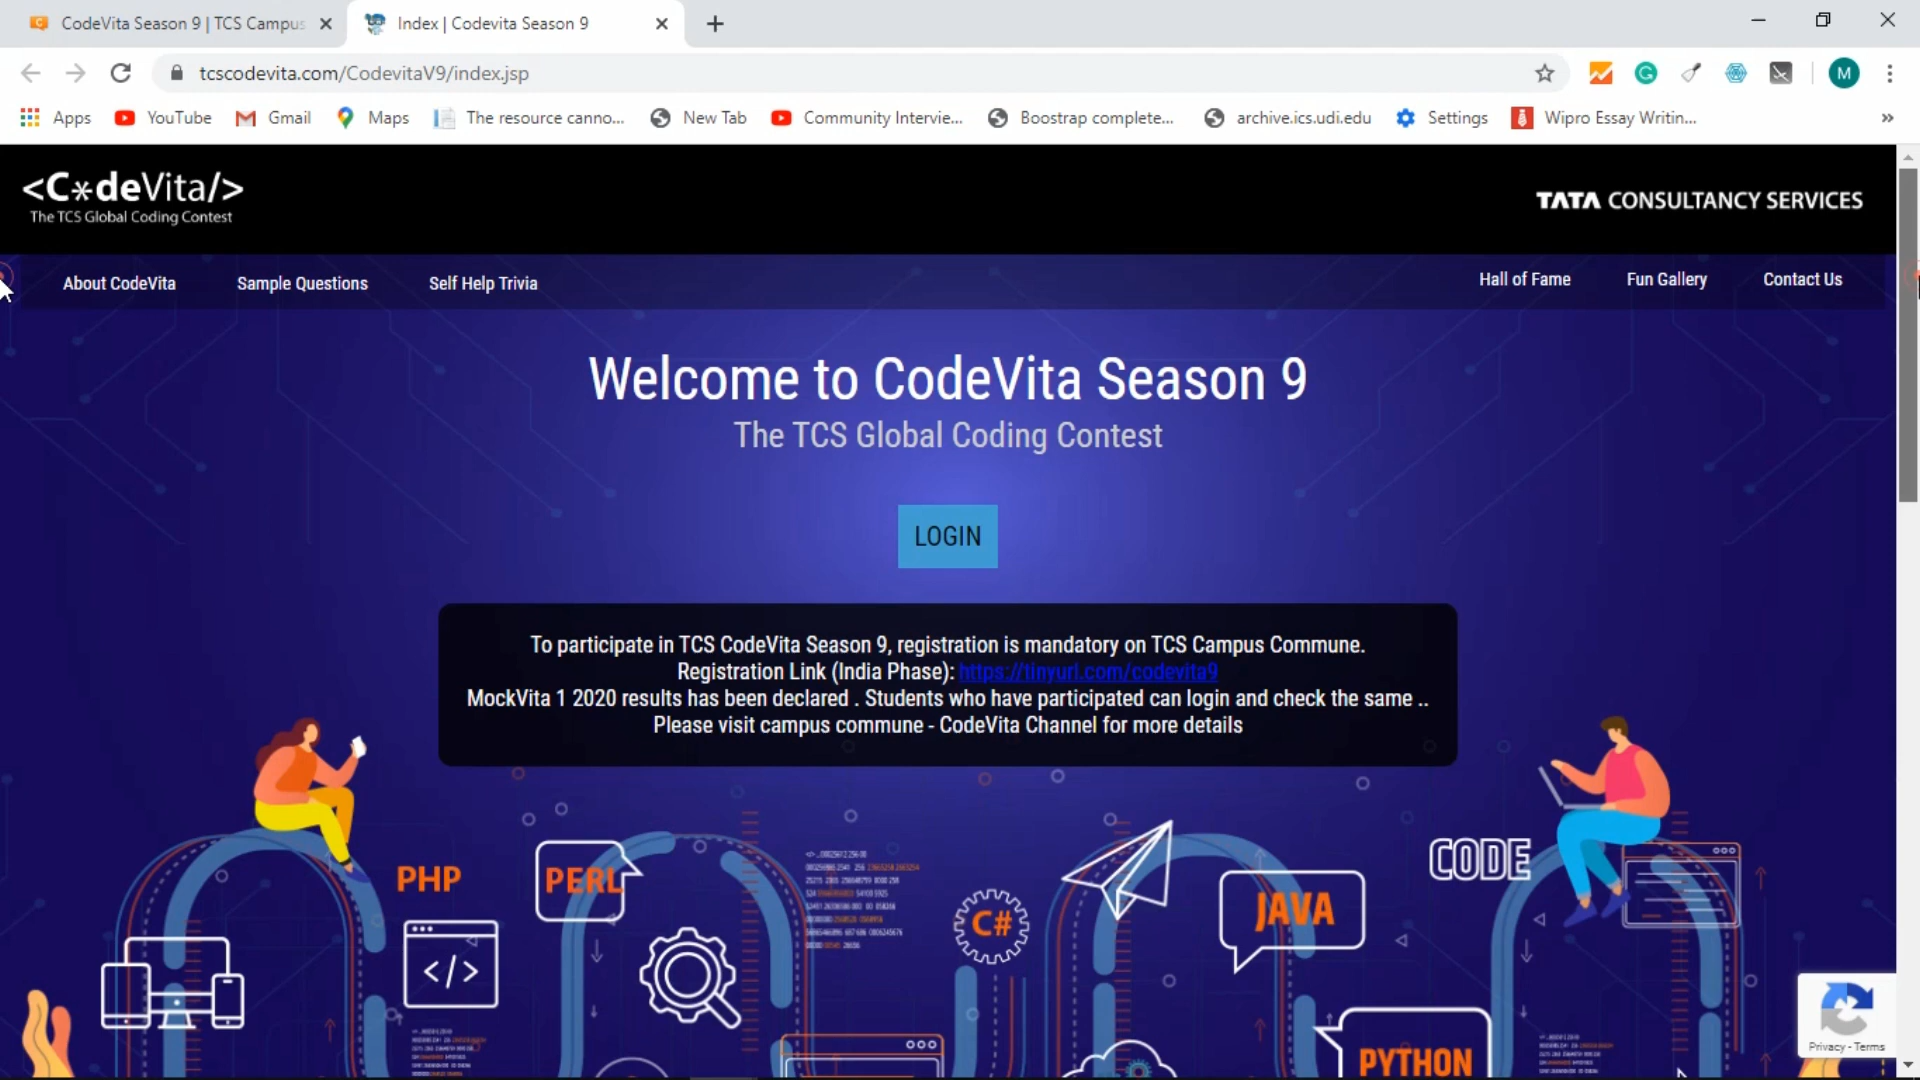 CodeVita Season 9 | TCS Campus
Index | Codevita Season 9
tcscodevita.com/CodevitaV9/index.jsp
M
Apps
YouTube
Gmail
Maps
The resource canno...
New Tab
Community Intervie...
Boostrap complete...
archive.ics.udi.edu
Settings
Wipro Essay Writin...
»
<C*deVita/>
The TCS Global Coding Contest
TATA CONSULTANCY SERVICES
About CodeVita
Sample Questions
Self Help Trivia
Hall of Fame
Fun Gallery
Contact Us
Welcome to CodeVita Season 9
The TCS Global Coding Contest
LOGIN
To participate in TCS CodeVita Season 9, registration is mandatory on TCS Campus Commune.
Registration Link (India Phase): https://tinyurl.com/codevita9
MockVita 1 2020 results has been declared . Students who have participated can login and check the same ..
Please visit campus commune - CodeVita Channel for more details
PHP
PERL
C#
JAVA
CODE
</>
PYTHON
Privacy - Terms